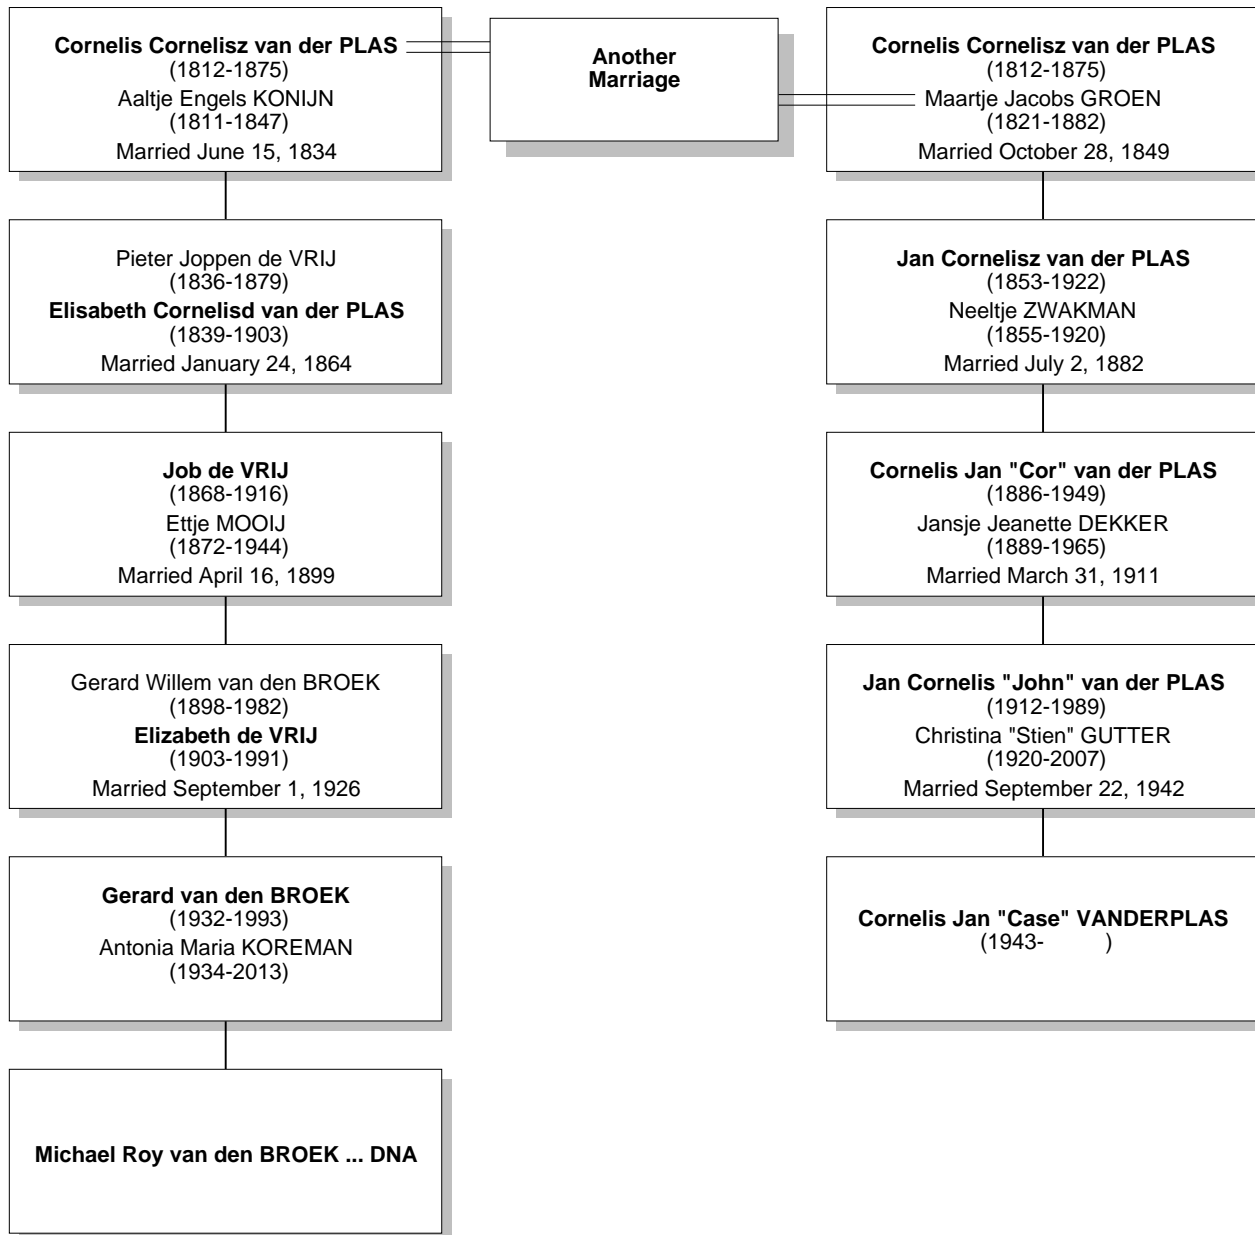 Cornelis Cornelisz van der PLAS
(1812-1875)
Aaltje Engels KONIJN
(1811-1847)
Married June 15, 1834
Another
Marriage
Cornelis Cornelisz van der PLAS
(1812-1875)
Maartje Jacobs GROEN
(1821-1882)
Married October 28, 1849
Pieter Joppen de VRIJ
(1836-1879)
Elisabeth Cornelisd van der PLAS
(1839-1903)
Married January 24, 1864
Jan Cornelisz van der PLAS
(1853-1922)
Neeltje ZWAKMAN
(1855-1920)
Married July 2, 1882
Job de VRIJ
(1868-1916)
Ettje MOOIJ
(1872-1944)
Married April 16, 1899
Cornelis Jan "Cor" van der PLAS
(1886-1949)
Jansje Jeanette DEKKER
(1889-1965)
Married March 31, 1911
Gerard Willem van den BROEK
(1898-1982)
Elizabeth de VRIJ
(1903-1991)
Married September 1, 1926
Jan Cornelis "John" van der PLAS
(1912-1989)
Christina "Stien" GUTTER
(1920-2007)
Married September 22, 1942
Gerard van den BROEK
(1932-1993)
Antonia Maria KOREMAN
(1934-2013)
Cornelis Jan "Case" VANDERPLAS
(1943- )
Michael Roy van den BROEK ... DNA